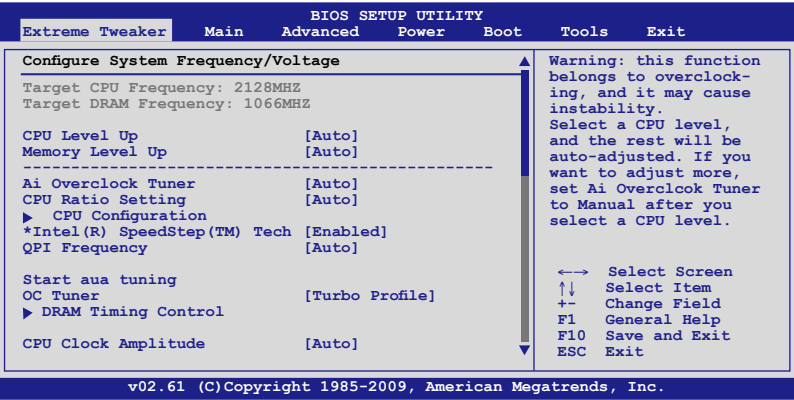 BIOS SETUP UTILITY
Extreme Tweaker Main Advanced Power Boot Tools Exit
Configure System Frequency/Voltage
Target CPU Frequency: 2128MHZ
Target DRAM Frequency: 1066MHZ
CPU Level Up [Auto]
Memory Level Up [Auto]
------------------------------------------------
Ai Overclock Tuner [Auto]
CPU Ratio Setting [Auto]
▶ CPU Configuration
*Intel(R) SpeedStep(TM) Tech [Enabled]
QPI Frequency [Auto]
Start aua tuning
OC Tuner [Turbo Profile]
▶ DRAM Timing Control
CPU Clock Amplitude [Auto]
Warning: this function
belongs to overclock-
ing, and it may cause
instability.
Select a CPU level,
and the rest will be
auto-adjusted. If you
want to adjust more,
set Ai Overclcok Tuner
to Manual after you
select a CPU level.
←→ Select Screen
↑↓ Select Item
+- Change Field
F1 General Help
F10 Save and Exit
ESC Exit
v02.61 (C)Copyright 1985-2009, American Megatrends, Inc.